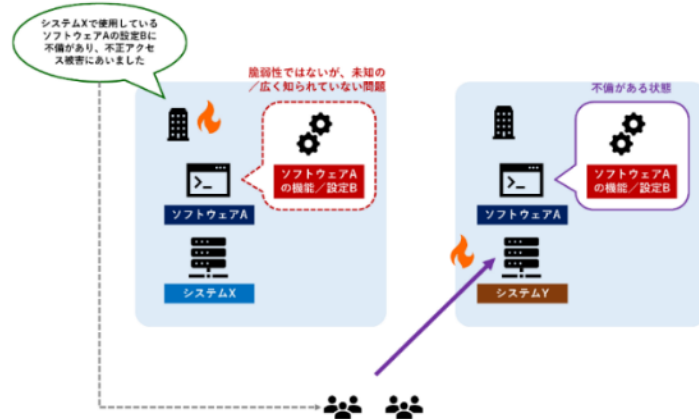 システムXで使用している
ソフトウェアAの設定Bに
不備があり、不正アクセ
ス被害にあいました
脆弱性ではないが、未知の
／広く知られていない問題
ソフトウェアA
の機能／設定B
ソフトウェアA
システムX
不備がある状態
ソフトウェアA
の機能／設定B
ソフトウェアA
システムY